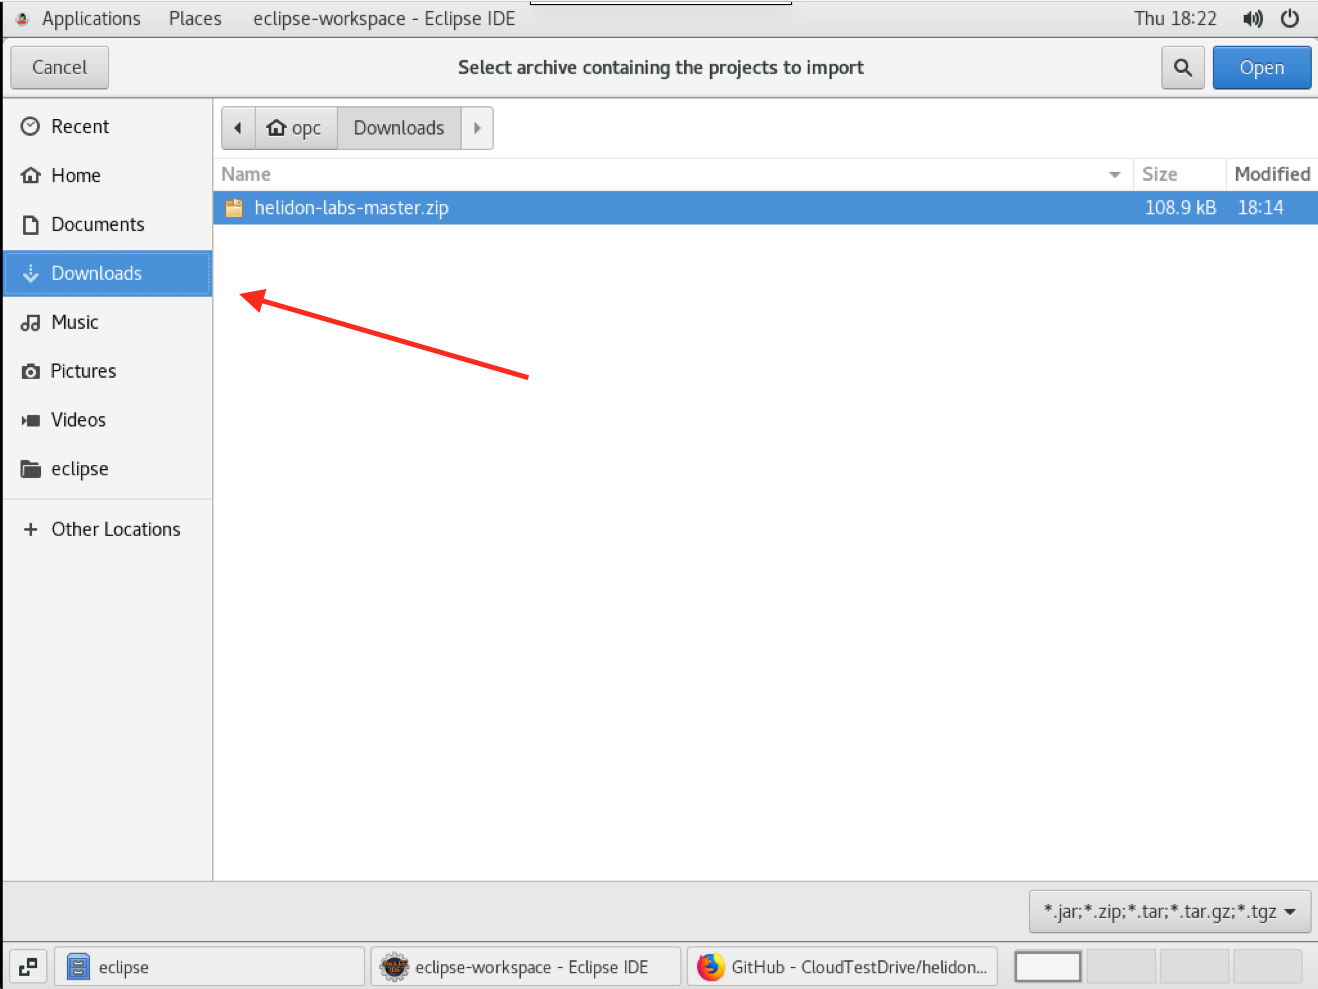 Applications Places eclipse-workspace - Eclipse IDE Thu 18:22
Cancel Select archive containing the projects to import Open
Recent
Home
Documents
Downloads
Music
Pictures
Videos
eclipse
Other Locations
opc Downloads
Name Size Modified
helidon-labs-master.zip 108.9 kB 18:14
*.jar;*.zip;*.tar;*.tar.gz;*.tgz
eclipse eclipse-workspace - Eclipse IDE GitHub - CloudTestDrive/helidon...